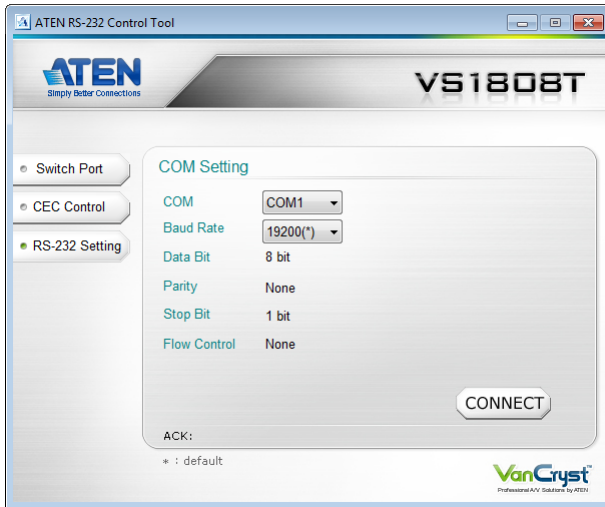 ATEN RS-232 Control Tool
ATEN
Simply Better Connections
VS1808T
Switch Port
CEC Control
RS-232 Setting
COM Setting
COM COM1
Baud Rate 19200(*)
Data Bit 8 bit
Parity None
Stop Bit 1 bit
Flow Control None
CONNECT
ACK:
* : default
VanCryst™
Professional A/V Solutions by ATEN